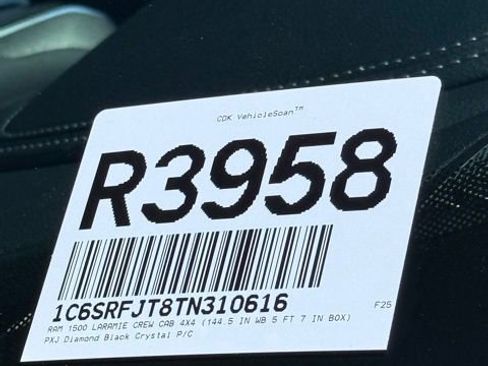 CDK VehicleScan™
R3958
1C6SRFJT8TN310616
F25
RAM 1500 LARAMIE CREW CAB 4X4 (144.5 IN WB 5 FT 7 IN BOX)
PXJ Diamond Black Crystal P/C